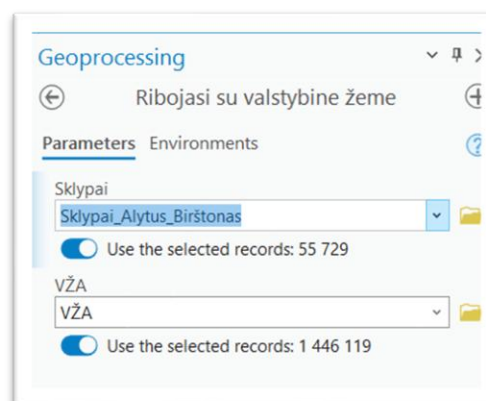 Geoprocessing
Ribojasi su valstybine žeme
Parameters Environments
Sklypai
Sklypai_Alytus_Birštonas
Use the selected records: 55 729
VŽA
VŽA
Use the selected records: 1 446 119